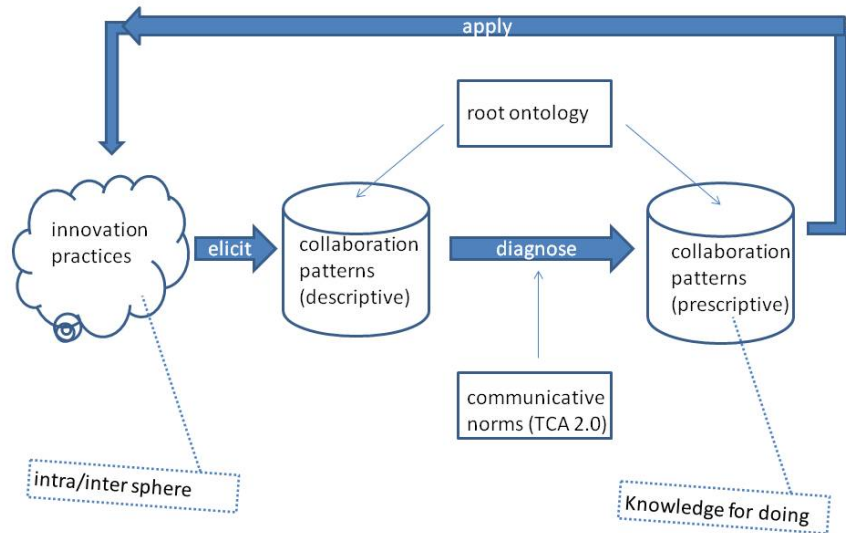 apply
root ontology
innovation
practices
elicit
collaboration
patterns
(descriptive)
diagnose
collaboration
patterns
(prescriptive)
communicative
norms (TCA 2.0)
intra/inter sphere
Knowledge for doing